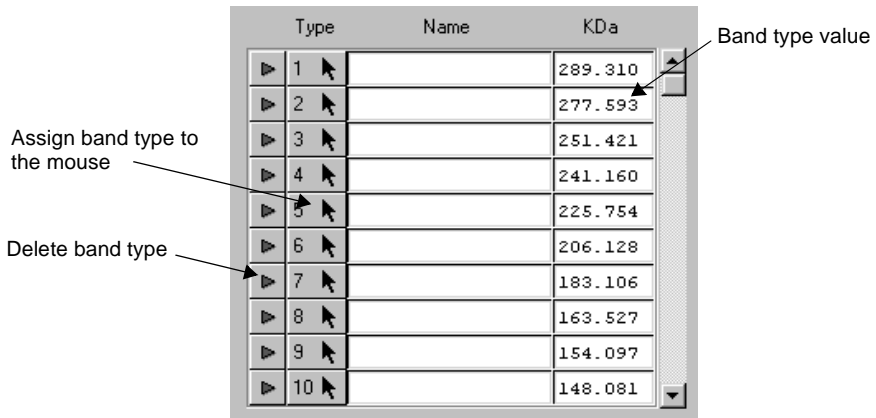 Type Name KDa
Band type value
1 289.310
2 277.593
3 251.421
Assign band type to
the mouse
4 241.160
5 225.754
6 206.128
Delete band type
7 183.106
8 163.527
9 154.097
10 148.081